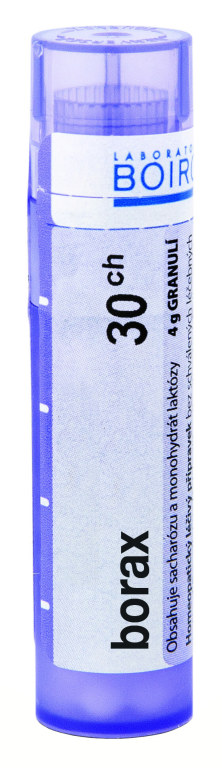 LABORATO
BOIRO
borax 30 ch
4 g GRANULÍ
Obsahuje sacharózu a monohydrát laktózy
Homeopatický léčivý přípravek bez schválených léčebných